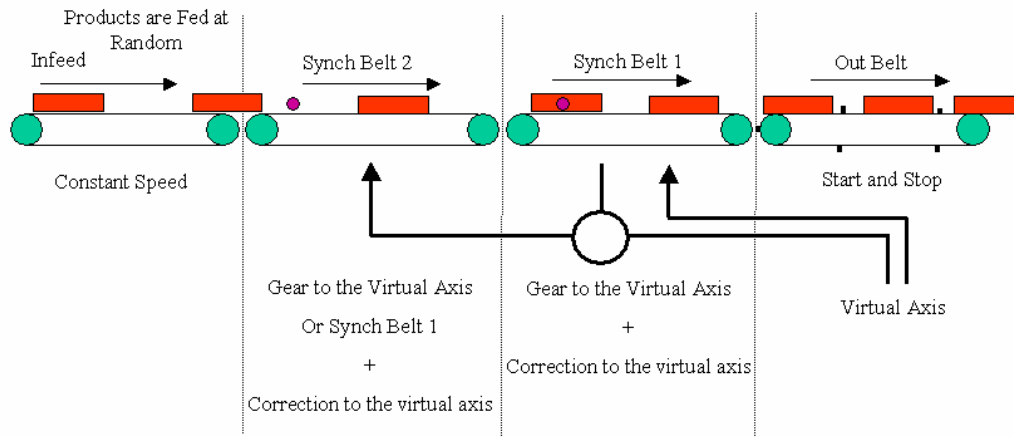 Products are Fed at
Random
Infeed
Synch Belt 2
Synch Belt 1
Out Belt
Constant Speed
Start and Stop
Gear to the Virtual Axis
Or Synch Belt 1
+
Correction to the virtual axis
Gear to the Virtual Axis
+
Correction to the virtual axis
Virtual Axis